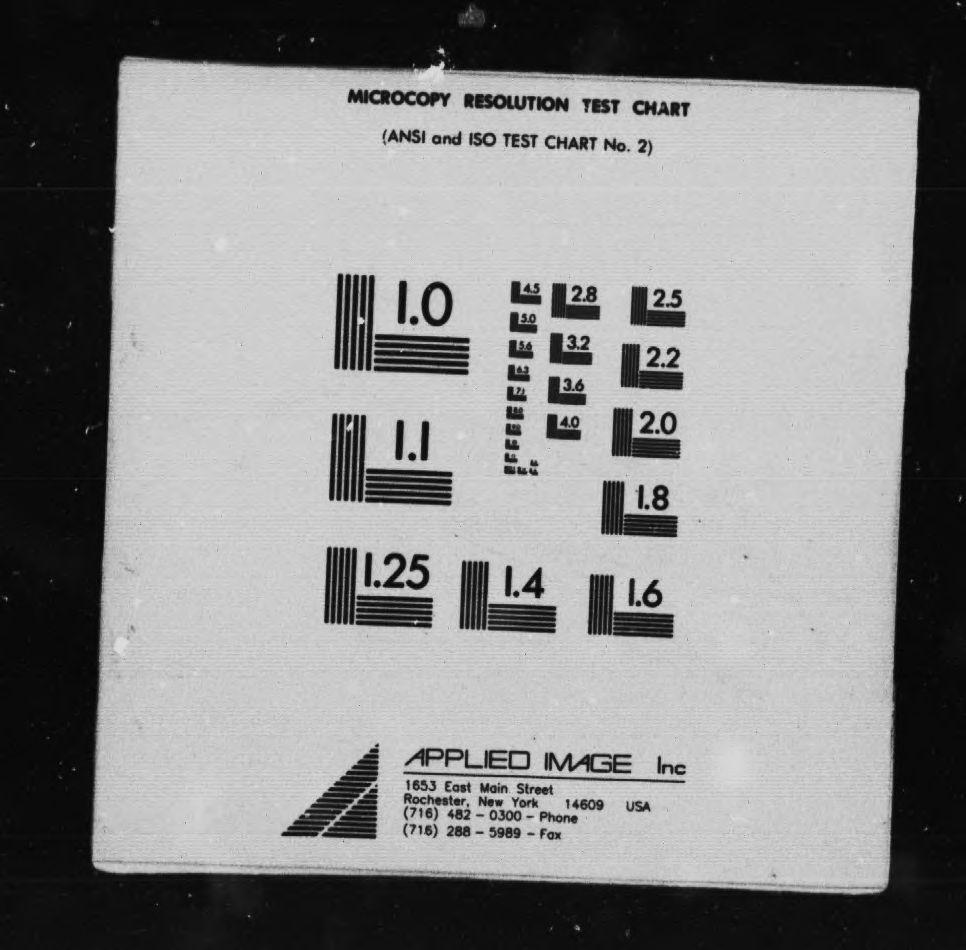 MICROCOPY RESOLUTION TEST CHART
(ANSI and ISO TEST CHART No. 2)
1.0
4.5
2.8
2.5
5.0
3.2
5.6
2.2
6.3
3.6
7.1
4.0
2.0
1.1
1.8
1.25
1.4
1.6
APPLIED IMAGE Inc
1653 East Main Street
Rochester, New York 14609 USA
(716) 482 - 0300 - Phone
(716) 288 - 5989 - Fax